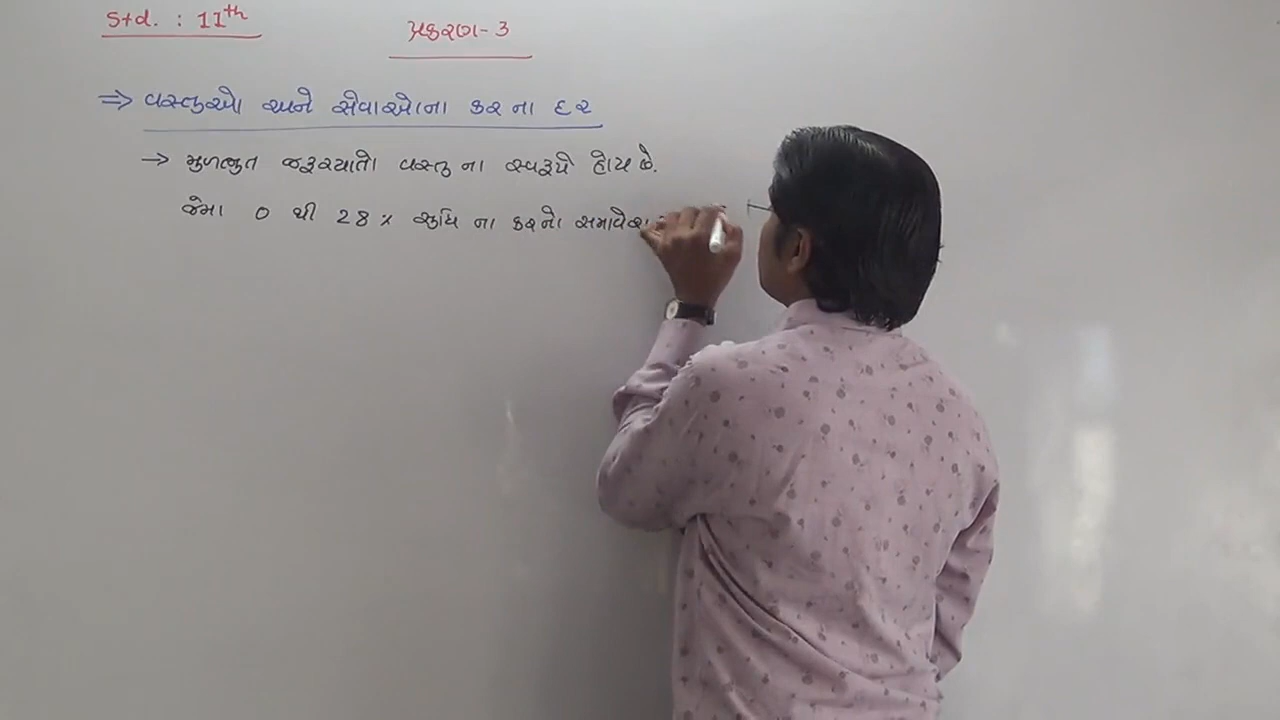 Std. : 11th
પ્રકરણ-3
⇒ વસ્તુઓ અને સેવાઓના કર ના દર
→ મુળભુત જરૂરયાતો વસ્તુ ના સ્વરૂપે હોય છે.
જેમા 0 થી 28% સુધિ ના કરનો સમાવેશ